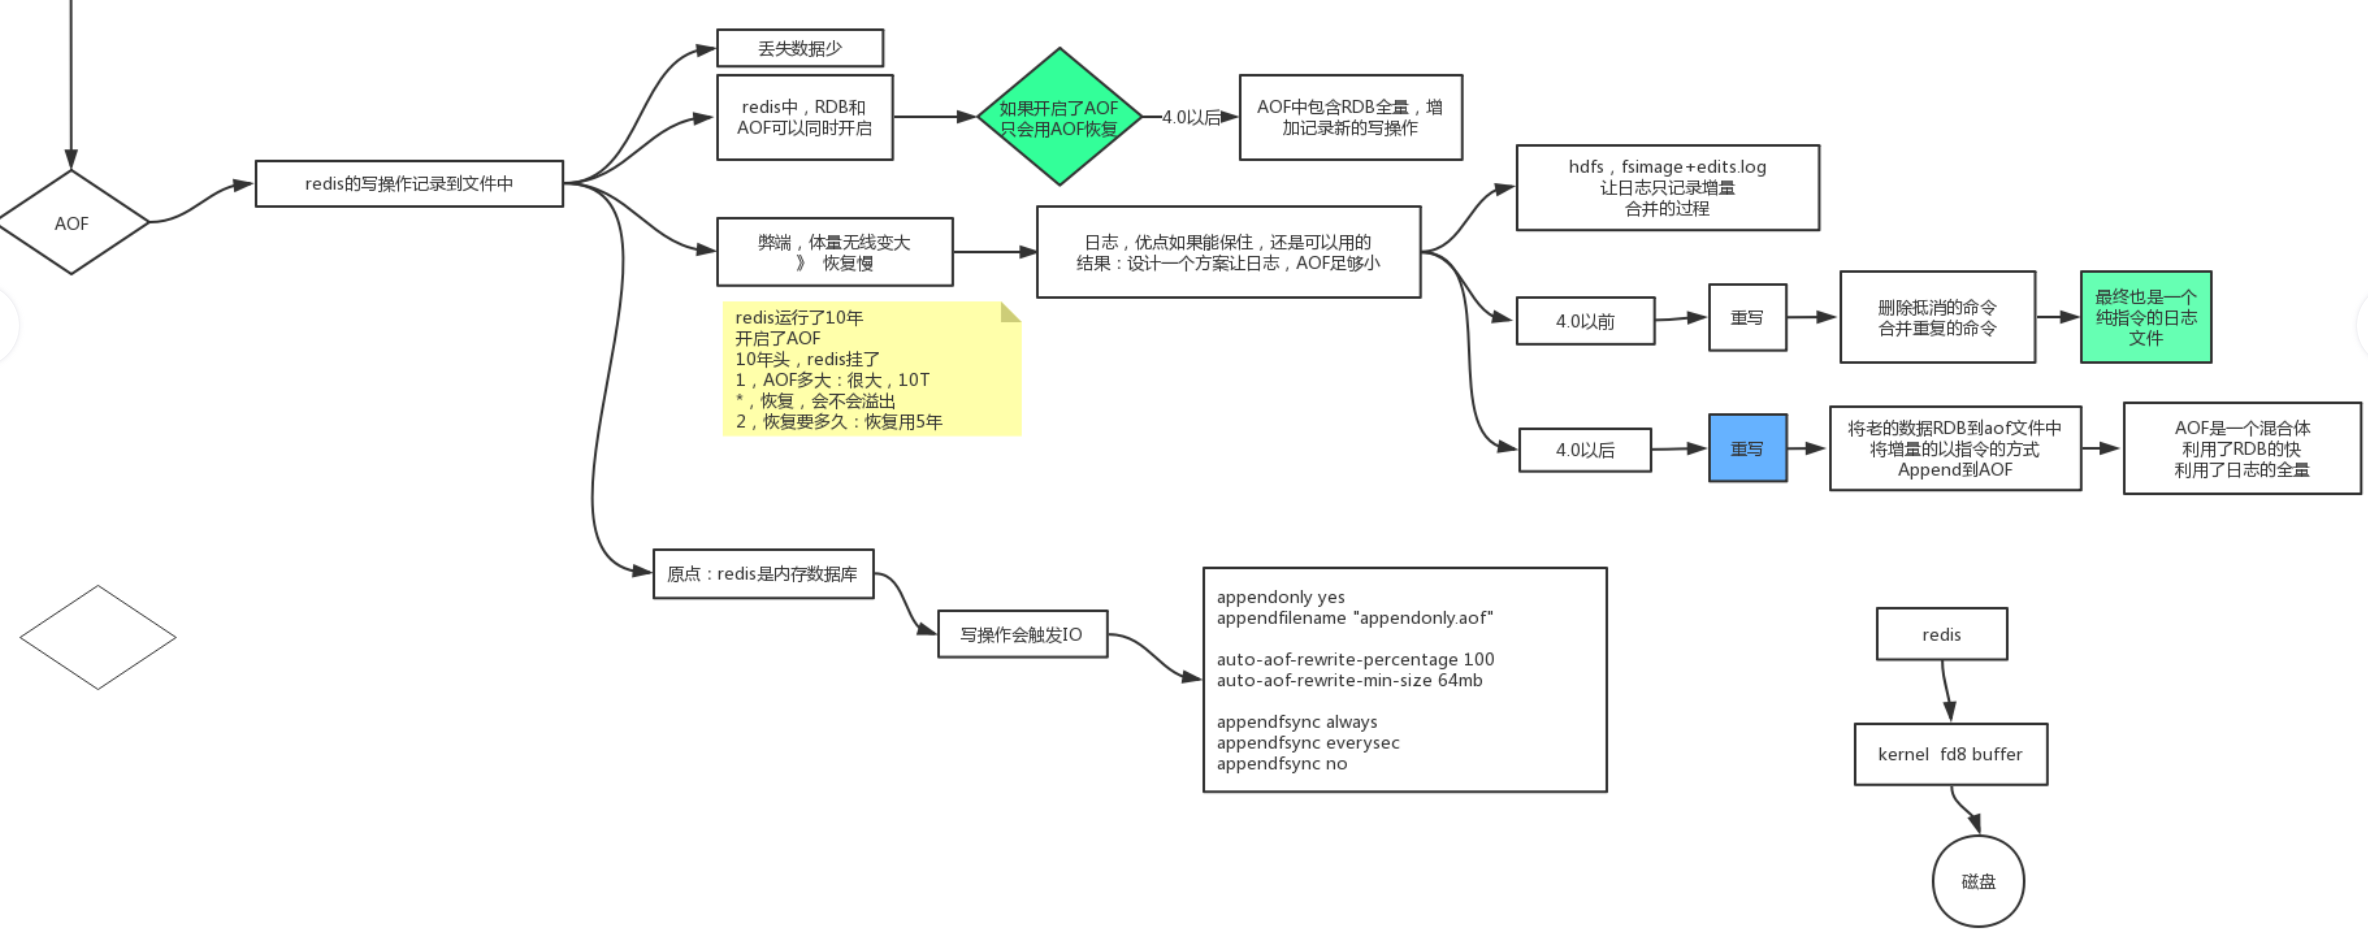 丢失数据少
redis中，RDB和
AOF可以同时开启
如果开启了AOF
只会用AOF恢复
4.0以后
AOF中包含RDB全量，增
加记录新的写操作
AOF
redis的写操作记录到文件中
弊端，体量无线变大
》 恢复慢
日志，优点如果能保住，还是可以用的
结果：设计一个方案让日志，AOF足够小
hdfs，fsimage+edits.log
让日志只记录增量
合并的过程
4.0以前
重写
删除抵消的命令
合并重复的命令
最终也是一个
纯指令的日志
文件
redis运行了10年
开启了AOF
10年头，redis挂了
1，AOF多大：很大，10T
*，恢复，会不会溢出
2，恢复要多久：恢复用5年
4.0以后
重写
将老的数据RDB到aof文件中
将增量的以指令的方式
Append到AOF
AOF是一个混合体
利用了RDB的快
利用了日志的全量
原点：redis是内存数据库
写操作会触发IO
appendonly yes
appendfilename "appendonly.aof"
auto-aof-rewrite-percentage 100
auto-aof-rewrite-min-size 64mb
appendfsync always
appendfsync everysec
appendfsync no
redis
kernel  fd8 buffer
磁盘